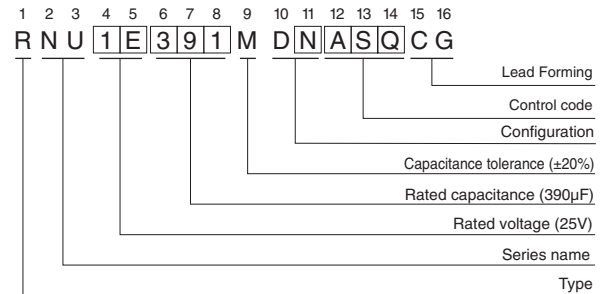 1 2 3 4 5 6 7 8 9 10 11 12 13 14 15 16
R N U 1 E 3 9 1 M D N A S Q C G
Lead Forming
Control code
Configuration
Capacitance tolerance (±20%)
Rated capacitance (390µF)
Rated voltage (25V)
Series name
Type